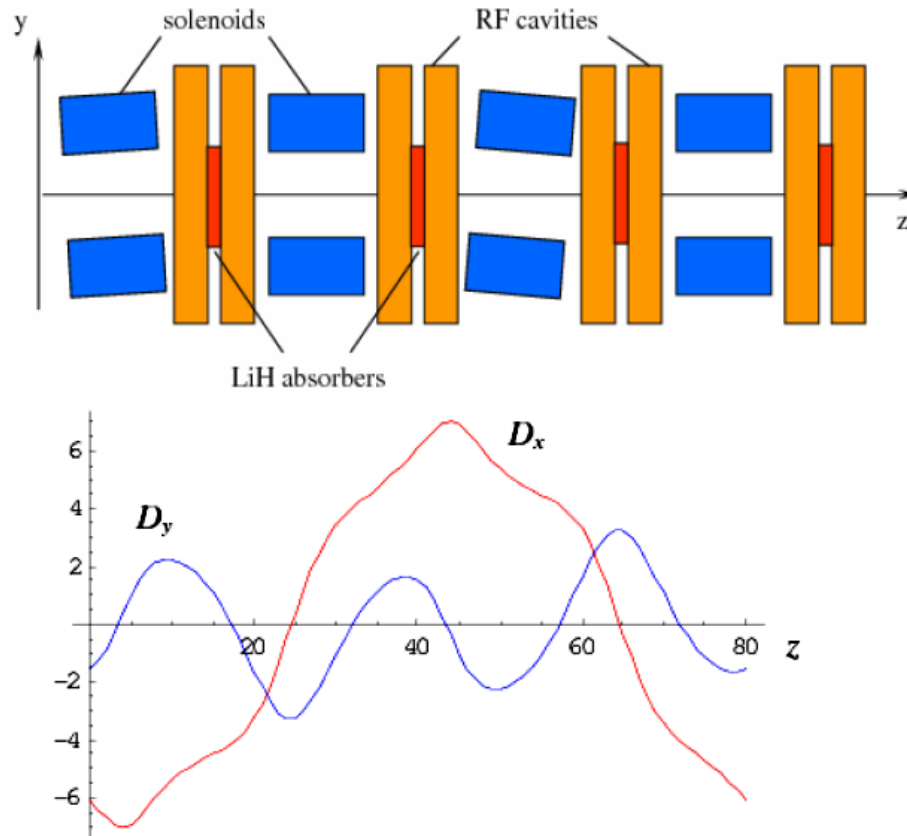 y
solenoids
RF cavities
z
LiH absorbers
D_x
D_y
6
4
2
20
40
60
80
z
−2
−4
−6